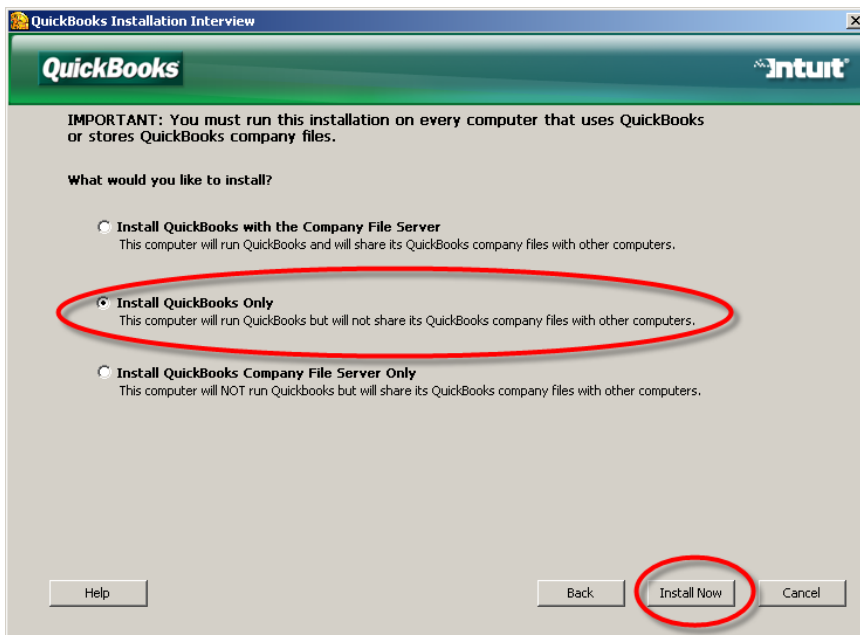 QuickBooks Installation Interview
QuickBooks
Intuit
IMPORTANT: You must run this installation on every computer that uses QuickBooks
or stores QuickBooks company files.
What would you like to install?
Install QuickBooks with the Company File Server
This computer will run QuickBooks and will share its QuickBooks company files with other computers.
Install QuickBooks Only
This computer will run QuickBooks but will not share its QuickBooks company files with other computers.
Install QuickBooks Company File Server Only
This computer will NOT run Quickbooks but will share its QuickBooks company files with other computers.
Help
Back
Install Now
Cancel